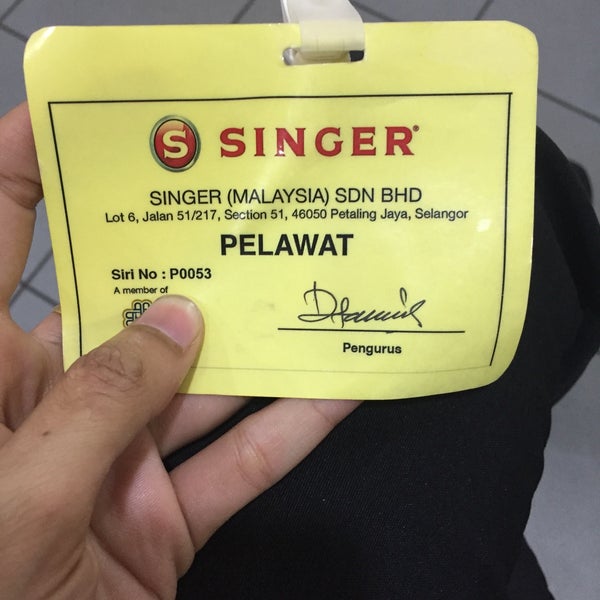 S SINGER®
SINGER (MALAYSIA) SDN BHD
Lot 6, Jalan 51/217, Section 51, 46050 Petaling Jaya, Selangor
PELAWAT
Siri No : P0053
A member of
Pengurus